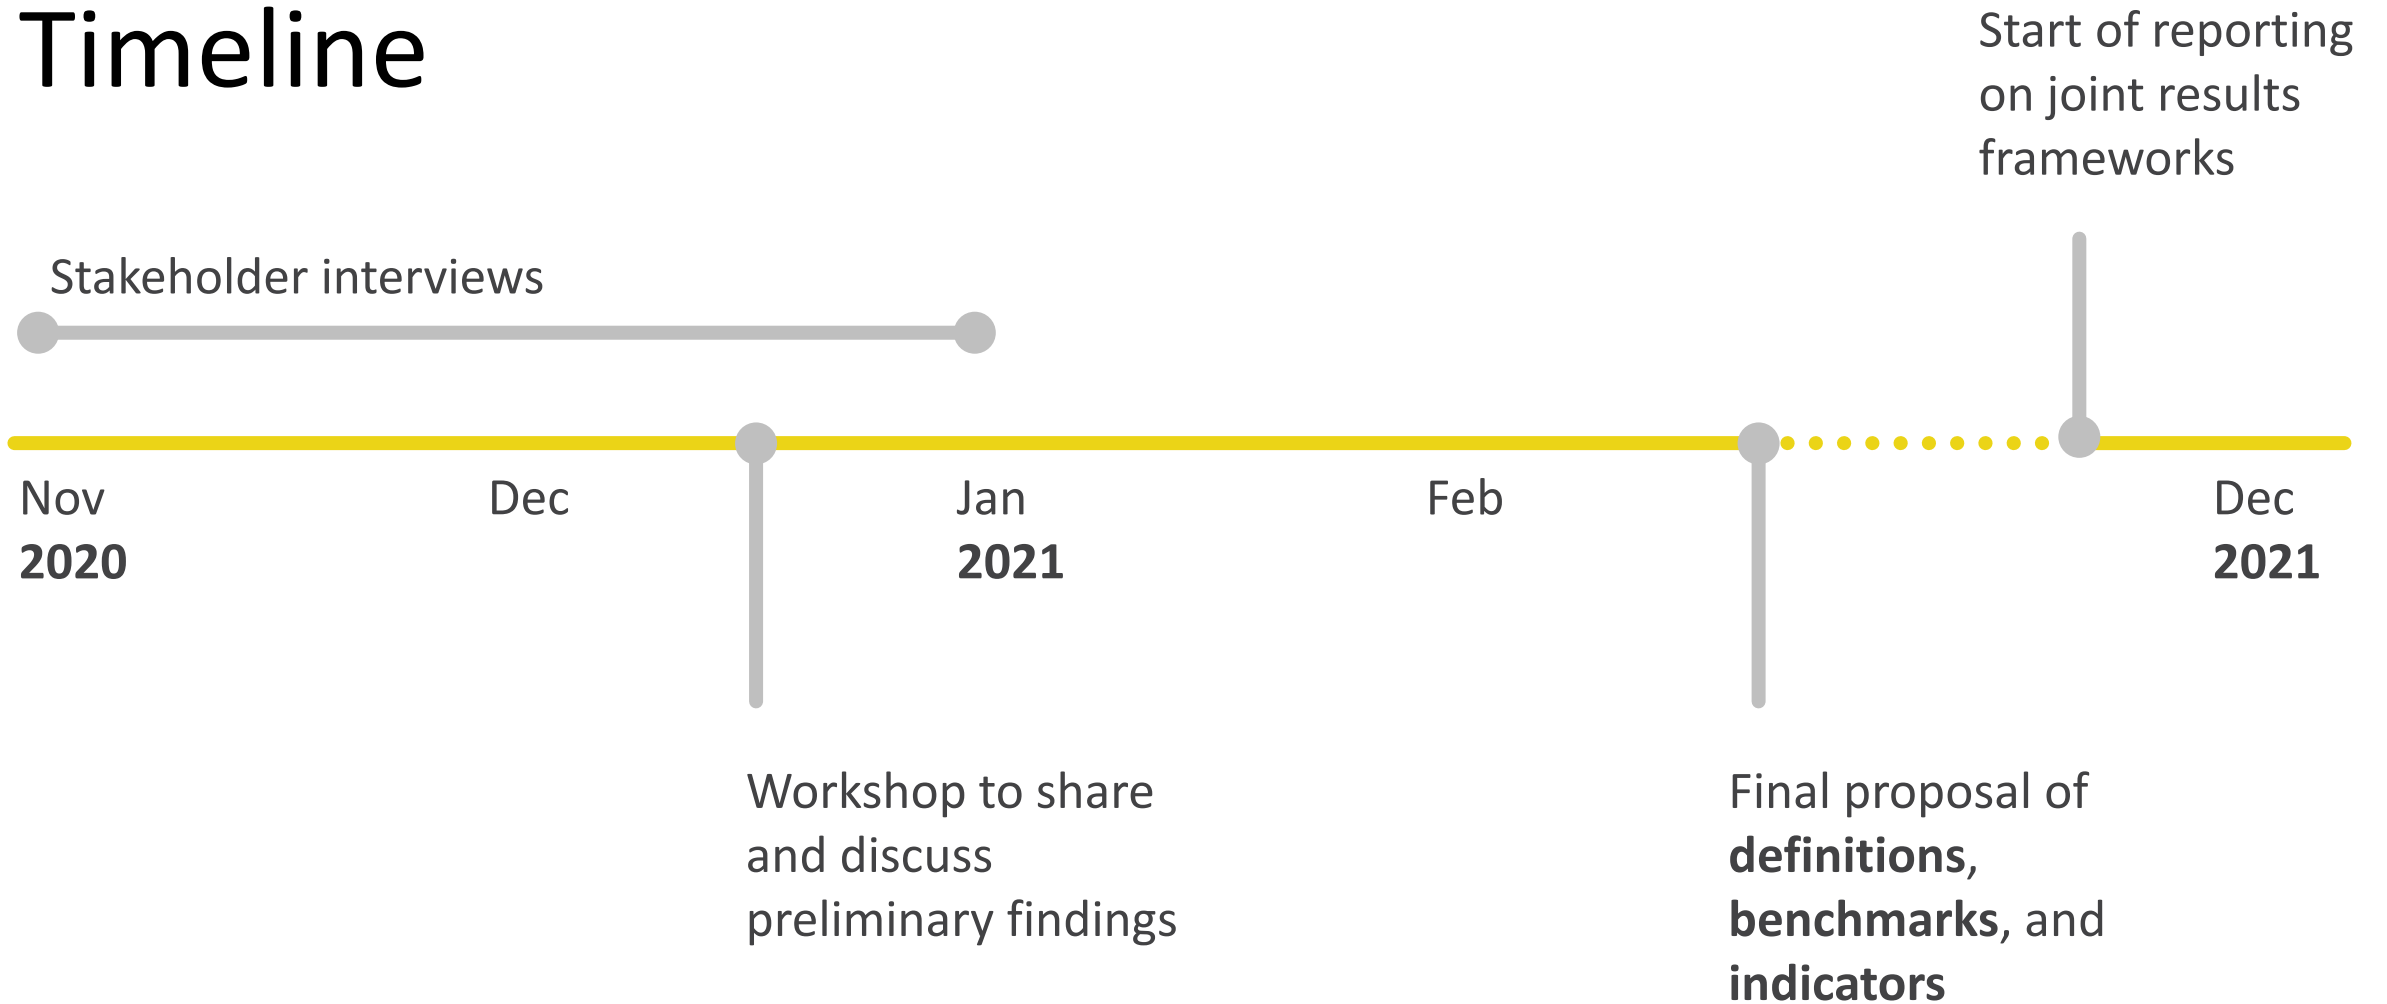 Timeline
Start of reporting
on joint results
frameworks
Stakeholder interviews
Nov
2020
Dec
Jan
2021
Feb
Dec
2021
Workshop to share
and discuss
preliminary findings
Final proposal of
definitions,
benchmarks, and
indicators